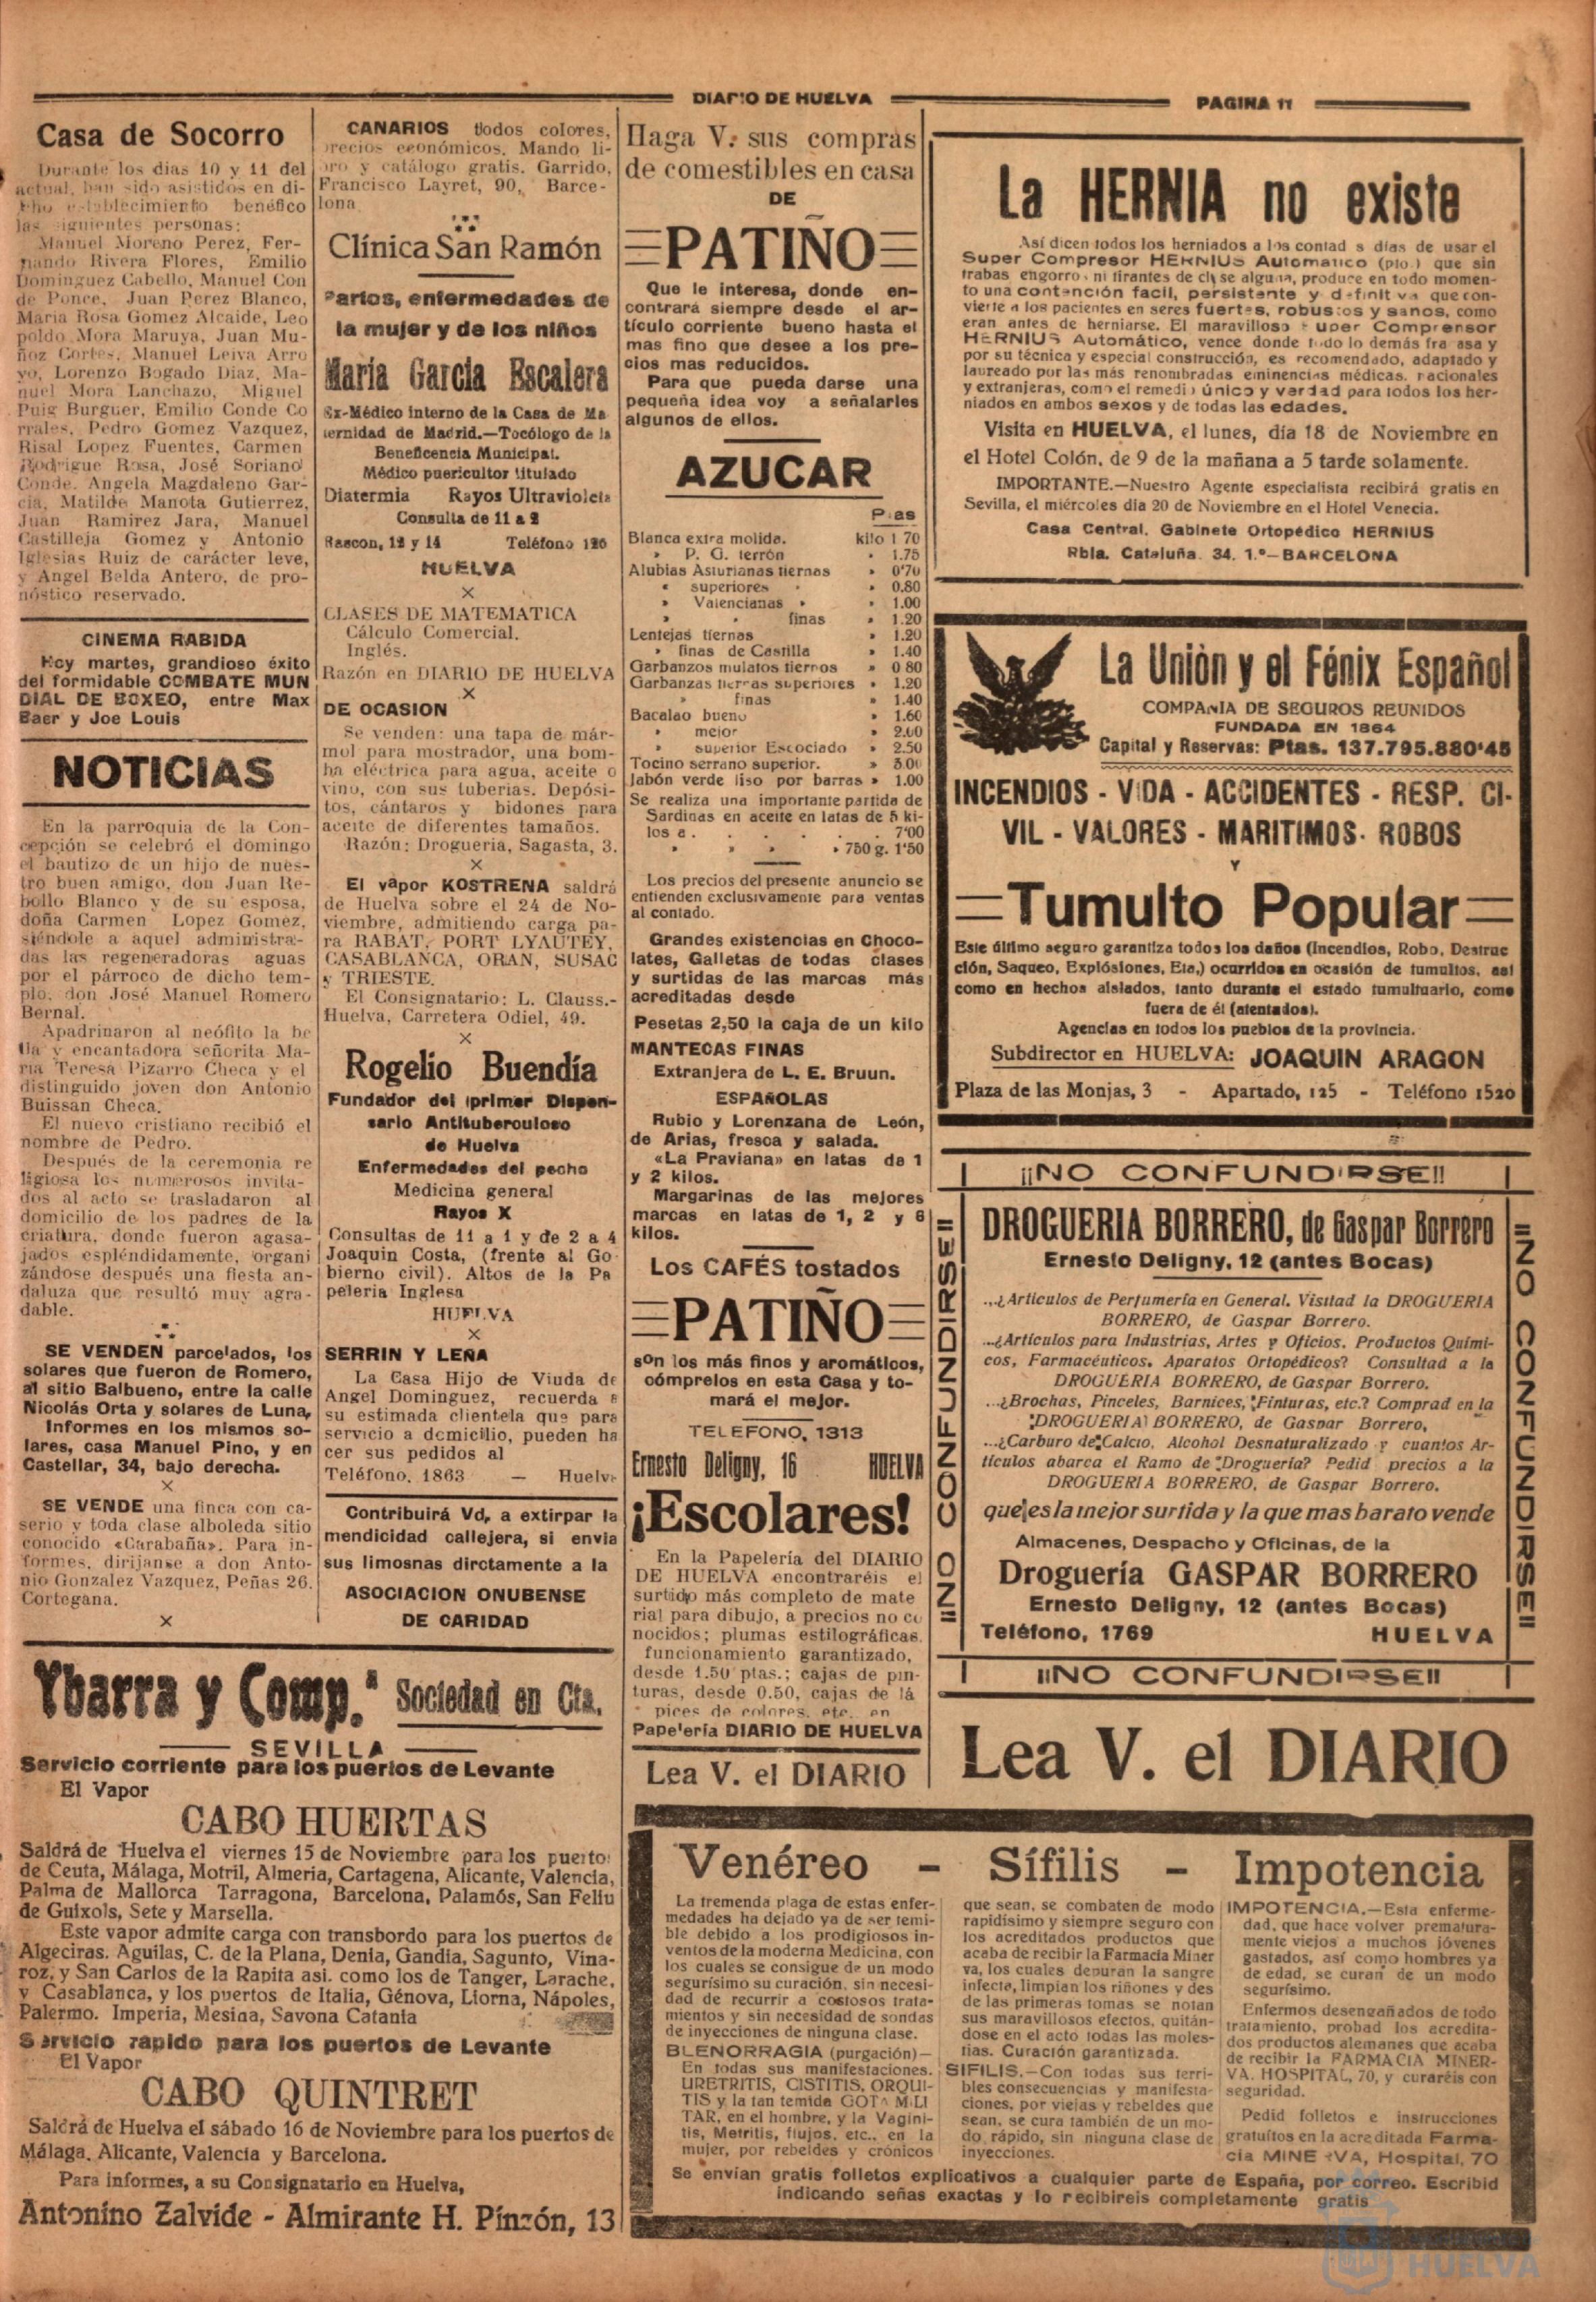 DIARIO DE HUELVA
PAGINA 11
Casa de Socorro
Durante los días 10 y 11 del
actual, han sido asistidos en di-
cho establecimiento benéfico
las siguientes personas:
Manuel Moreno Perez, Fer-
nando Rivera Flores, Emilio
Dominguez Cabello, Manuel Con
de Ponce, Juan Perez Blanco,
Maria Rosa Gomez Alcaide, Leo
poldo Mora Maruya, Juan Mu-
ñoz Cortes, Manuel Leiva Arro
yo, Lorenzo Bogado Diaz, Ma-
nuel Mora Lanchazo, Miguel
Puig Burguer, Emilio Conde Co
rrales, Pedro Gomez Vazquez,
Risal Lopez Fuentes, Carmen
Rodrigue Rosa, José Soriano
Conde, Angela Magdaleno Gar-
cia, Matilde Manota Gutierrez,
Juan Ramirez Jara, Manuel
Castilleja Gomez y Antonio
Iglesias Ruiz de carácter leve,
y Angel Belda Antero, de pro-
nóstico reservado.
CINEMA RABIDA
Hoy martes, grandioso éxito
del formidable COMBATE MUN
DIAL DE BOXEO, entre Max
Baer y Joe Louis
NOTICIAS
En la parroquia de la Con-
cepción se celebró el domingo
el bautizo de un hijo de nues-
tro buen amigo, don Juan Re-
bollo Blanco y de su esposa,
doña Carmen Lopez Gomez,
siéndole a aquel administra-
das las regeneradoras aguas
por el párroco de dicho tem-
plo, don José Manuel Romero
Bernal.
Apadrinaron al neófito la be
lla y encantadora señorita Ma-
ria Teresa Pizarro Checa y el
distinguido joven don Antonio
Buissan Checa.
El nuevo cristiano recibió el
nombre de Pedro.
Después de la ceremonia re
ligiosa los numerosos invita-
dos al acto se trasladaron al
domicilio de los padres de la
criatura, donde fueron agasa-
jados espléndidamente, organi
zándose después una fiesta an-
daluza que resultó muy agra-
dable.
SE VENDEN parcelados, los
solares que fueron de Romero,
al sitio Balbueno, entre la calle
Nicolás Orta y solares de Luna,
Informes en los mismos so-
lares, casa Manuel Pino, y en
Castellar, 34, bajo derecha.
×
SE VENDE una finca con ca-
serio y toda clase alboleda sitio
conocido «Carabaña». Para in-
formes, dirijanse a don Anto-
nio Gonzalez Vazquez, Peñas 26.
Cortegana.
×
CANARIOS todos colores,
precios económicos. Mando li-
bro y catálogo gratis. Garrido,
Francisco Layret, 90, Barce-
lona
Clínica San Ramón
Partos, enfermedades de
la mujer y de los niños
María García Escalera
Ex-Médico interno de la Casa de Ma
ternidad de Madrid.—Tocólogo de la
Beneficencia Municipal.
Médico puericultor titulado
Diatermia Rayos Ultravioleta
Consulta de 11 a 2
Rascon, 12 y 14 Teléfono 126
HUELVA
×
CLASES DE MATEMATICA
Cálculo Comercial.
Inglés.
Razón en DIARIO DE HUELVA
×
DE OCASION
Se venden: una tapa de már-
mol para mostrador, una bom-
ba eléctrica para agua, aceite o
vino, con sus tuberias. Depósi-
tos, cántaros y bidones para
aceite de diferentes tamaños.
Razón: Drogueria, Sagasta, 3.
×
El vapor KOSTRENA saldrá
de Huelva sobre el 24 de No-
viembre, admitiendo carga pa-
ra RABAT, PORT LYAUTEY,
CASABLANCA, ORAN, SUSAC
y TRIESTE.
El Consignatario: L. Clauss.-
Huelva, Carretera Odiel, 49.
×
Rogelio Buendía
Fundador del primer Dispen-
sario Antituberouloso
de Huelva
Enfermedades del pecho
Medicina general
Rayos X
Consultas de 11 a 1 y de 2 a 4
Joaquin Costa, (frente al Go-
bierno civil). Altos de la Pa
peleria Inglesa
HUELVA
×
SERRIN Y LEÑA
La Casa Hijo de Viuda de
Angel Dominguez, recuerda a
su estimada clientela que para
servicio a domicilio, pueden ha
cer sus pedidos al
Teléfono, 1863 — Huelva
Contribuirá Vd, a extirpar la
mendicidad callejera, si envia
sus limosnas dirctamente a la
ASOCIACION ONUBENSE
DE CARIDAD
Ybarra y Comp.ª Sociedad en Cta.
SEVILLA
Servicio corriente para los puertos de Levante
El Vapor
CABO HUERTAS
Saldrá de Huelva el viernes 15 de Noviembre para los puertos
de Ceuta, Málaga, Motril, Almeria, Cartagena, Alicante, Valencia,
Palma de Mallorca Tarragona, Barcelona, Palamós, San Feliu
de Guixols, Sete y Marsella.
Este vapor admite carga con transbordo para los puertos de
Algeciras. Aguilas, C. de la Plana, Denia, Gandia, Sagunto, Vina-
roz, y San Carlos de la Rapita asi. como los de Tanger, Larache,
y Casablanca, y los puertos de Italia, Génova, Liorna, Nápoles,
Palermo. Imperia, Mesina, Savona Catania
Servicio rapido para los puertos de Levante
El Vapor
CABO QUINTRET
Saldrá de Huelva el sábado 16 de Noviembre para los puertos de
Málaga, Alicante, Valencia y Barcelona.
Para informes, a su Consignatario en Huelva,
Antonino Zalvide - Almirante H. Pinzón, 13
Haga V. sus compras
de comestibles en casa
DE
PATIÑO
Que le interesa, donde en-
contrará siempre desde el ar-
tículo corriente bueno hasta el
mas fino que desee a los pre-
cios mas reducidos.
Para que pueda darse una
pequeña idea voy a señalarles
algunos de ellos.
AZUCAR
Ptas
Blanca extra molida. kilo 1 70
» P. G. terrón » 1.75
Alubias Asturianas tiernas » 0'70
« superiores · » 0.80
» Valencianas » » 1.00
» » finas » 1.20
Lentejas tiernas » 1.20
» finas de Castilla » 1.40
Garbanzos mulatos tiernos » 0 80
Garbanzas tiernas superiores » 1.20
» finas » 1.40
Bacalao bueno » 1.60
» mejor » 2.00
» superior Escociado » 2.50
Tocino serrano superior. » 3.00
Jabón verde liso por barras » 1.00
Se realiza una importante partida de
Sardinas en aceite en latas de 5 ki-
los a . . . . . 7'00
» » » » 750 g. 1'50
Los precios del presente anuncio se
entienden exclusivamente para ventas
al contado.
Grandes existencias en Choco-
lates, Galletas de todas clases
y surtidas de las marcas más
acreditadas desde
Pesetas 2,50 la caja de un kilo
MANTECAS FINAS
Extranjera de L. E. Bruun.
ESPAÑOLAS
Rubio y Lorenzana de León,
de Arias, fresca y salada.
«La Praviana» en latas de 1
y 2 kilos.
Margarinas de las mejores
marcas en latas de 1, 2 y 6
kilos.
Los CAFÉS tostados
PATIÑO
son los más finos y aromáticos,
cómprelos en esta Casa y to-
mará el mejor.
TELEFONO, 1313
Ernesto Deligny, 16 HUELVA
¡Escolares!
En la Papelería del DIARIO
DE HUELVA encontraréis el
surtido más completo de mate
rial para dibujo, a precios no co
nocidos; plumas estilográficas,
funcionamiento garantizado,
desde 1.50 ptas.; cajas de pin-
turas, desde 0.50, cajas de lá
pices de colores, etc. en
Papelería DIARIO DE HUELVA
Lea V. el DIARIO
La HERNIA no existe
Así dicen todos los herniados a los contad s días de usar el
Super Compresor HERNIUS Automatico (pto.) que sin
trabas engorro ni tirantes de clase alguna, produce en todo momen-
to una contención facil, persistente y definitiva que con-
vierte a los pacientes en seres fuertes, robustos y sanos, como
eran antes de herniarse. El maravilloso Super Comprensor
HERNIUS Automático, vence donde todo lo demás fra asa y
por su técnica y especial construcción, es recomendado, adaptado y
laureado por las más renombradas eminencias médicas, nacionales
y extranjeras, como el remedio único y verdad para todos los her-
niados en ambos sexos y de todas las edades.
Visita en HUELVA, el lunes, día 18 de Noviembre en
el Hotel Colón, de 9 de la mañana a 5 tarde solamente.
IMPORTANTE.—Nuestro Agente especialista recibirá gratis en
Sevilla, el miércoles dia 20 de Noviembre en el Hotel Venecia.
Casa Central, Gabinete Ortopédico HERNIUS
Rbla. Cataluña. 34. 1.º—BARCELONA
La Unión y el Fénix Español
COMPAÑIA DE SEGUROS REUNIDOS
FUNDADA EN 1864
Capital y Reservas: Ptas. 137.795.880'45
INCENDIOS - VIDA - ACCIDENTES - RESP. CI-
VIL - VALORES - MARITIMOS- ROBOS
Y
Tumulto Popular
Este último seguro garantiza todos los daños (Incendios, Robo, Destruc
ción, Saqueo, Explósiones, Eta,) ocurridos en ocasión de tumultos, así
como en hechos aislados, tanto durante el estado tumultuario, como
fuera de él (atentados).
Agencias en todos los pueblos de la provincia.
Subdirector en HUELVA: JOAQUIN ARAGON
Plaza de las Monjas, 3 - Apartado, 125 - Teléfono 1520
¡¡NO CONFUNDIRSE!!
¡¡NO CONFUNDIRSE!!
¡¡NO CONFUNDIRSE!!
DROGUERIA BORRERO, de Gaspar Borrero
Ernesto Deligny, 12 (antes Bocas)
...¿Articulos de Perfumería en General. Visitad la DROGUERIA
BORRERO, de Gaspar Borrero.
...¿Artículos para Industrias, Artes y Oficios. Productos Quími-
cos, Farmacéuticos. Aparatos Ortopédicos? Consultad a la
DROGUERIA BORRERO, de Gaspar Borrero.
...¿Brochas, Pinceles, Barnices, Pinturas, etc.? Comprad en la
DROGUERIA BORRERO, de Gaspar Borrero,
...¿Carburo de Calcio, Alcohol Desnaturalizado y cuantos Ar-
tículos abarca el Ramo de Droguería? Pedid precios a la
DROGUERIA BORRERO, de Gaspar Borrero.
que es la mejor surtida y la que mas barato vende
Almacenes, Despacho y Oficinas, de la
Droguería GASPAR BORRERO
Ernesto Deligny, 12 (antes Bocas)
Teléfono, 1769 HUELVA
¡¡NO CONFUNDIRSE!!
Lea V. el DIARIO
Venéreo - Sífilis - Impotencia
La tremenda plaga de estas enfer-
medades ha dejado ya de ser temi-
ble debido a los prodigiosos in-
ventos de la moderna Medicina, con
los cuales se consigue de un modo
segurísimo su curación, sin necesi-
dad de recurrir a costosos trata-
mientos y sin necesidad de sondas
de inyecciones de ninguna clase.
BLENORRAGIA (purgación)—
En todas sus manifestaciones.
URETRITIS, CISTITIS, ORQUI-
TIS y la tan temida GOTA MILI
TAR, en el hombre, y la Vagini-
tis, Metritis, flujos, etc., en la
mujer, por rebeldes y crónicos
que sean, se combaten de modo
rapidísimo y siempre seguro con
los acreditados productos que
acaba de recibir la Farmacia Miner
va, los cuales depuran la sangre
infecta, limpian los riñones y des
de las primeras tomas se notan
sus maravillosos efectos, quitán-
dose en el acto todas las moles-
tias. Curación garantizada.
SIFILIS.—Con todas sus terri-
bles consecuencias y manifesta-
ciones, por viejas y rebeldes que
sean, se cura también de un mo-
do rápido, sin ninguna clase de
inyecciones.
IMPOTENCIA.—Esta enferme-
dad, que hace volver prematura-
mente viejos a muchos jóvenes
gastados, así como hombres ya
de edad, se curan de un modo
segurísimo.
Enfermos desengañados de todo
tratamiento, probad los acredita-
dos productos alemanes que acaba
de recibir la FARMACIA MINER-
VA. HOSPITAL, 70, y curaréis con
seguridad.
Pedid folletos e instrucciones
gratuítos en la acreditada Farma-
cia MINERVA, Hospital, 70
Se envían gratis folletos explicativos a cualquier parte de España, por correo. Escribid
indicando señas exactas y lo recibireis completamente gratis
HUELVA